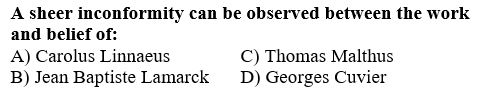 A sheer inconformity can be observed between the work
and belief of:
A) Carolus Linnaeus C) Thomas Malthus
B) Jean Baptiste Lamarck D) Georges Cuvier